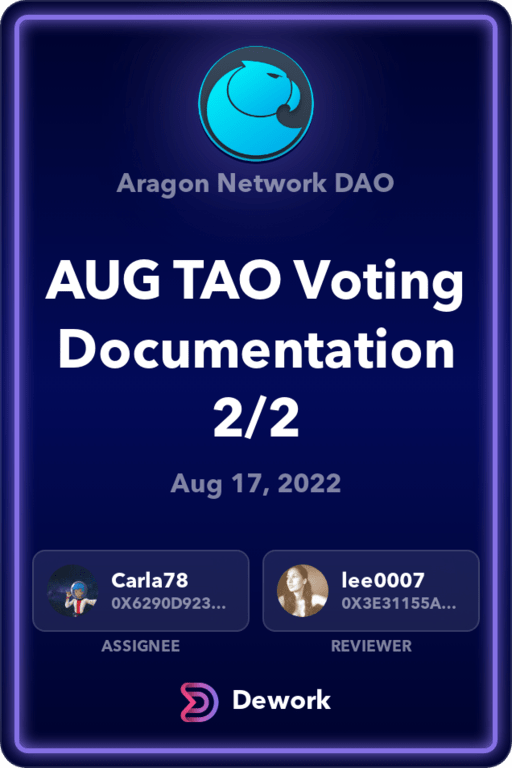 Aragon Network DAO
AUG TAO Voting
Documentation
2/2
Aug 17, 2022
Carla78
0X6290D923...
lee0007
0X3E31155A...
ASSIGNEE
REVIEWER
Dework